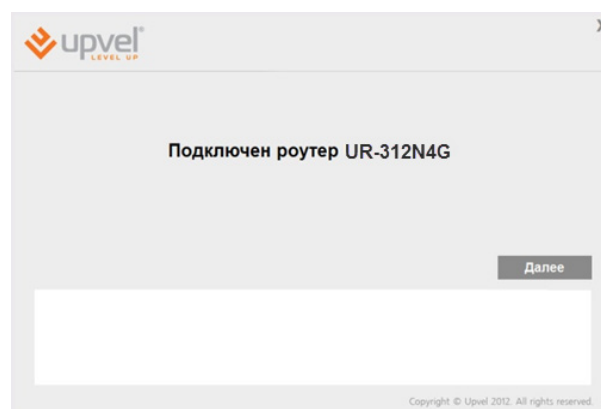 upvel
LEVEL UP
Подключен роутер UR-312N4G
Далее
Copyright © Upvel 2012. All rights reserved.